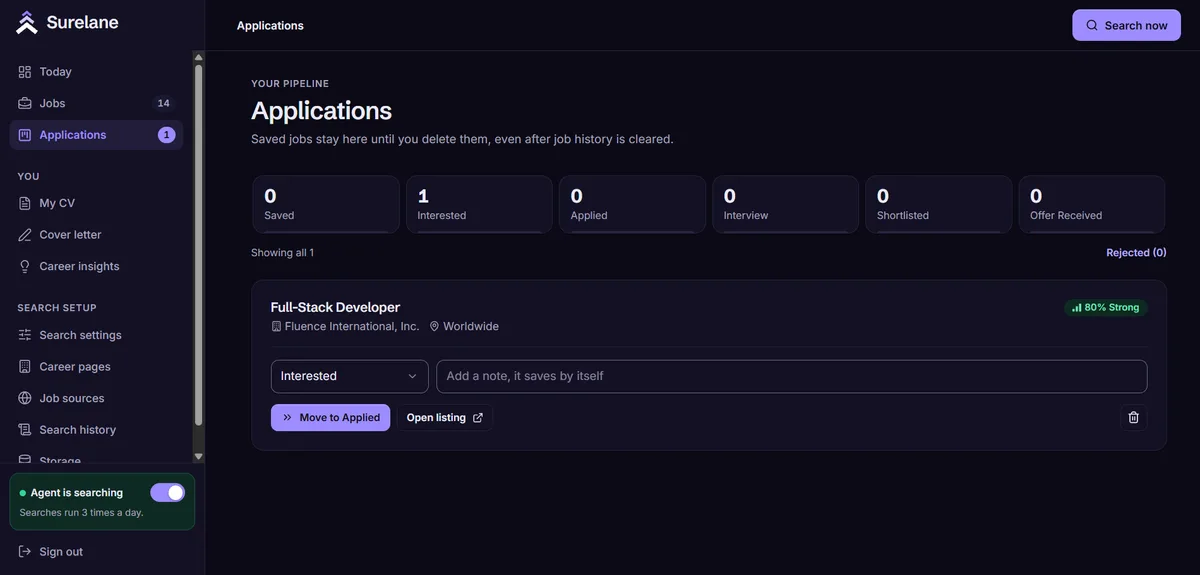 Surelane
Applications
Search now
Today
Jobs 14
Applications 1
YOU
My CV
Cover letter
Career insights
SEARCH SETUP
Search settings
Career pages
Job sources
Search history
Storage
Agent is searching
Searches run 3 times a day.
Sign out
YOUR PIPELINE
Applications
Saved jobs stay here until you delete them, even after job history is cleared.
0
Saved
1
Interested
0
Applied
0
Interview
0
Shortlisted
0
Offer Received
Showing all 1
Rejected (0)
Full-Stack Developer
80% Strong
Fluence International, Inc. Worldwide
Interested
Add a note, it saves by itself
Move to Applied
Open listing